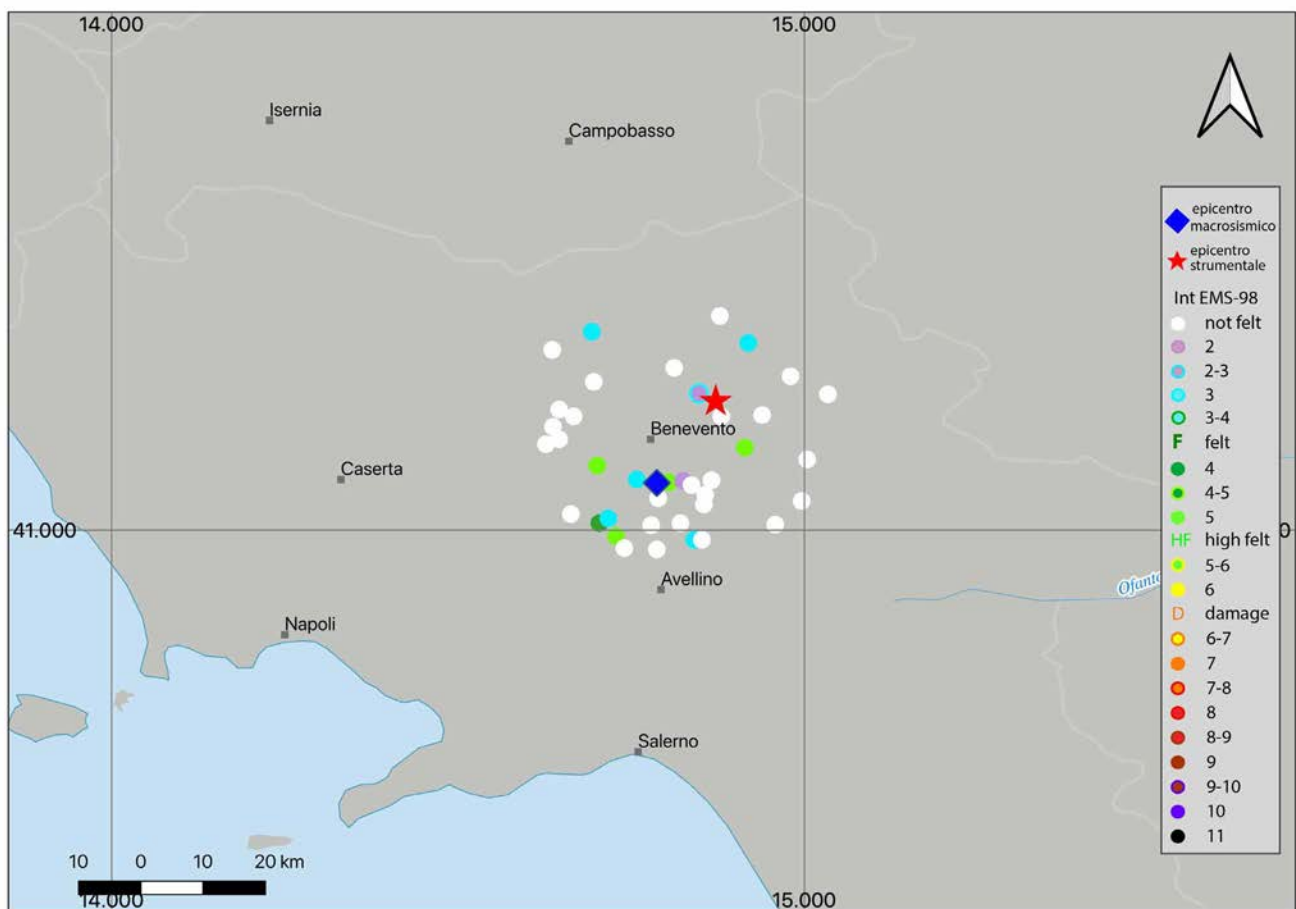 14.000
15.000
Isernia
Campobasso
epicentro
macrosismico
epicentro
strumentale
Int EMS-98
not felt
2
2-3
3
3-4
F felt
4
4-5
5
HF high felt
5-6
6
D damage
6-7
7
7-8
8
8-9
9
9-10
10
11
Benevento
Caserta
41.000
0
Avellino
Ofanto
Napoli
Salerno
10 0 10 20 km
14.000
15.000